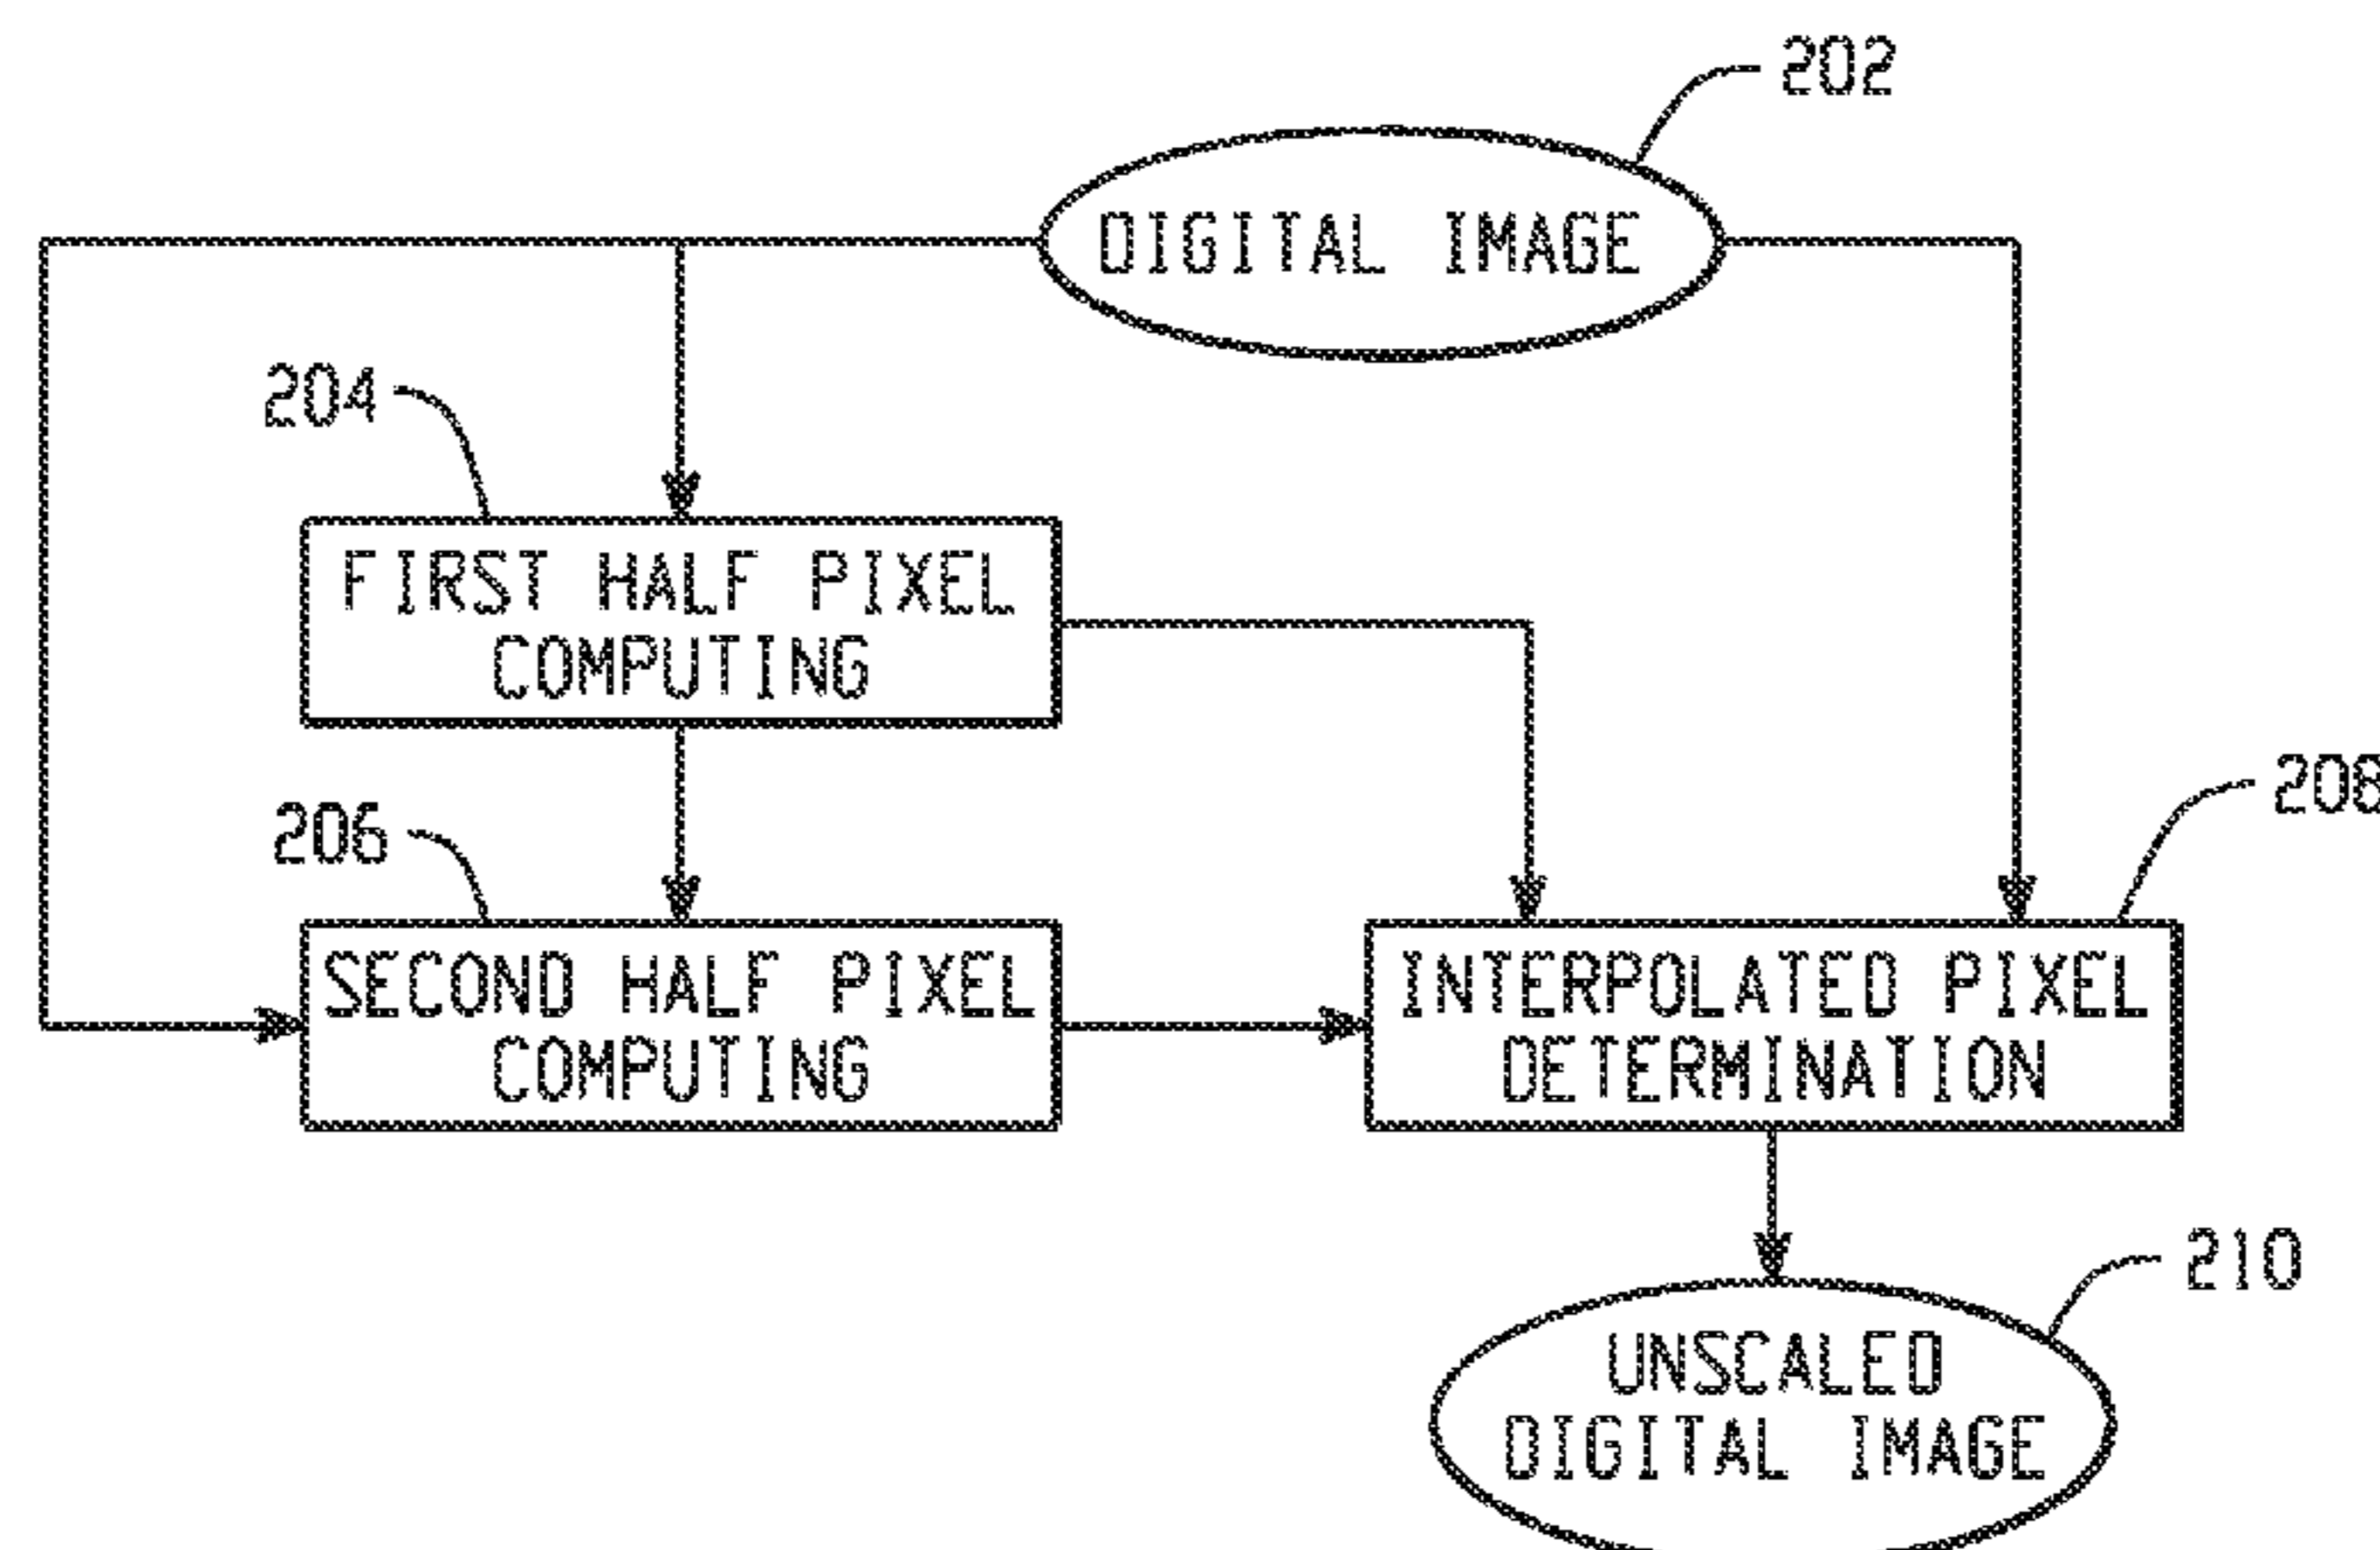 202
DIGITAL IMAGE
204
FIRST HALF PIXEL
COMPUTING
206
SECOND HALF PIXEL
COMPUTING
208
INTERPOLATED PIXEL
DETERMINATION
210
UNSCALED
DIGITAL IMAGE